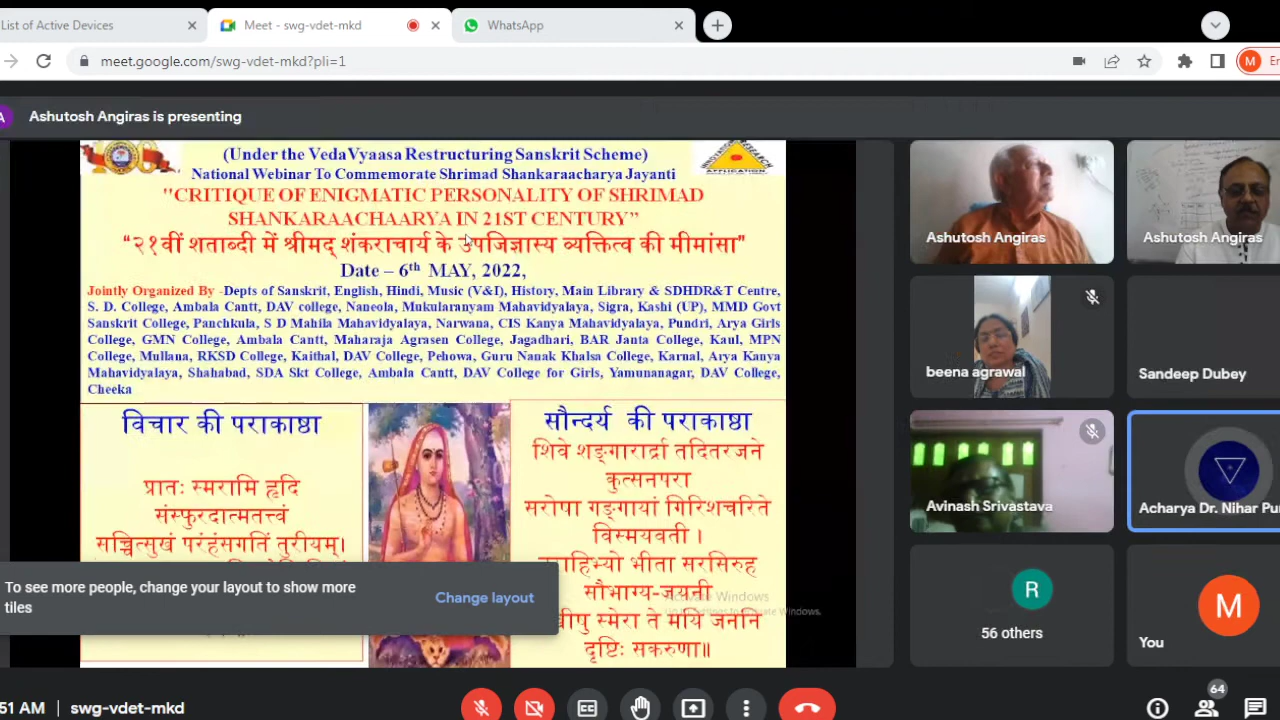 List of Active Devices
Meet - swg-vdet-mkd
WhatsApp
meet.google.com/swg-vdet-mkd?pli=1
M
A
Ashutosh Angiras is presenting
(Under the VedaVyaasa Restructuring Sanskrit Scheme)
National Webinar To Commemorate Shrimad Shankaraacharya Jayanti
"CRITIQUE OF ENIGMATIC PERSONALITY OF SHRIMAD
SHANKARAACHAARYA IN 21ST CENTURY”
“२१वीं शताब्दी में श्रीमद् शंकराचार्य के उपजिज्ञास्य व्यक्तित्व की मीमांसा”
Date – 6th MAY, 2022,
Jointly Organized By -Depts of Sanskrit, English, Hindi, Music (V&I), History, Main Library & SDHDR&T Centre,
S. D. College, Ambala Cantt, DAV college, Naneola, Mukularanyam Mahavidyalaya, Sigra, Kashi (UP), MMD Govt
Sanskrit College, Panchkula, S D Mahila Mahavidyalaya, Narwana, CIS Kanya Mahavidyalaya, Pundri, Arya Girls
College, GMN College, Ambala Cantt, Maharaja Agrasen College, Jagadhari, BAR Janta College, Kaul, MPN
College, Mullana, RKSD College, Kaithal, DAV College, Pehowa, Guru Nanak Khalsa College, Karnal, Arya Kanya
Mahavidyalaya, Shahabad, SDA Skt College, Ambala Cantt, DAV College for Girls, Yamunanagar, DAV College,
Cheeka
विचार की पराकाष्ठा
प्रातः स्मरामि हृदि
संस्फुरदात्मतत्त्वं
सच्चित्सुखं परंहंसगतिं तुरीयम्।
सौन्दर्य की पराकाष्ठा
शिवे शङ्गारार्द्रा तदितरजने
कुत्सनपरा
सरोषा गङ्गायां गिरिशचरिते
विस्मयवती ।
भीता सरसिरुह
सौभाग्य-जयनी
स्मेरा ते मयि जननि
दृष्टिः सकरुणा॥
Activate Windows
To see more people, change your layout to show more
tiles
Change layout
Ashutosh Angiras
Ashutosh Angiras
beena agrawal
Sandeep Dubey
Avinash Srivastava
Acharya Dr. Nihar Pu
R
56 others
M
You
51 AM
swg-vdet-mkd
64